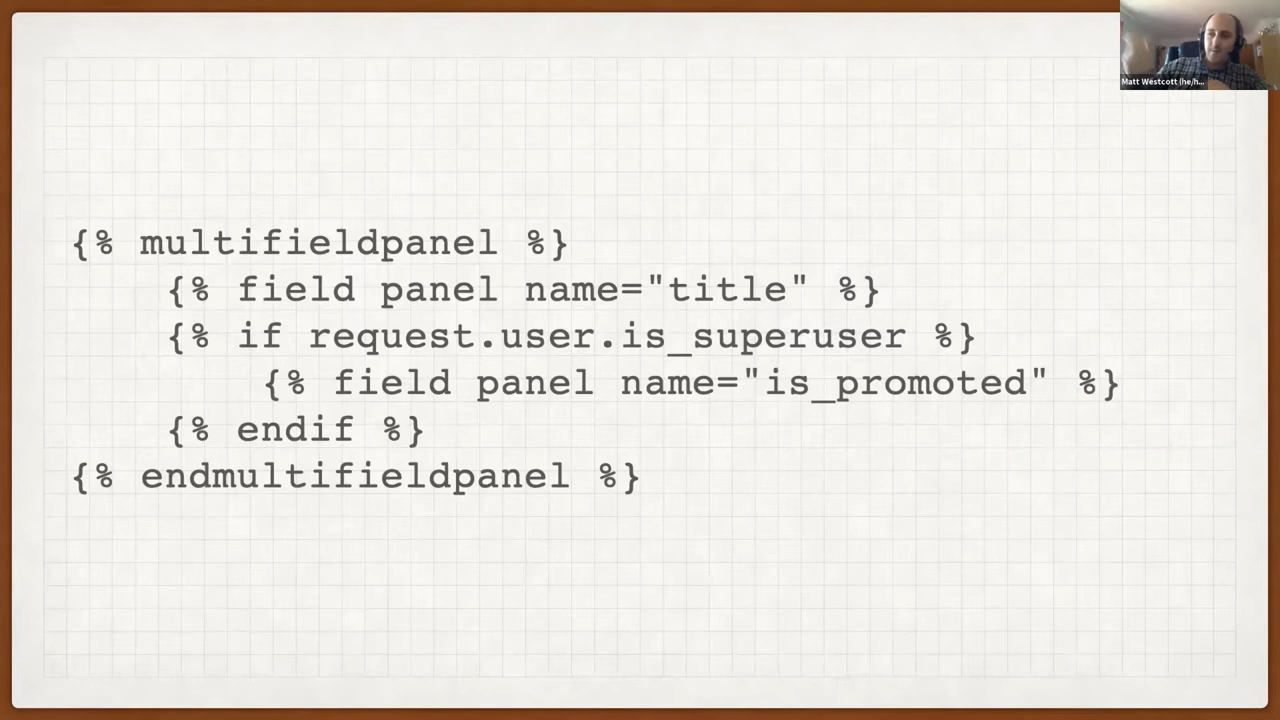 Matt Westcott (he/h...
{% multifieldpanel %}
{% field panel name="title" %}
{% if request.user.is_superuser %}
{% field panel name="is_promoted" %}
{% endif %}
{% endmultifieldpanel %}